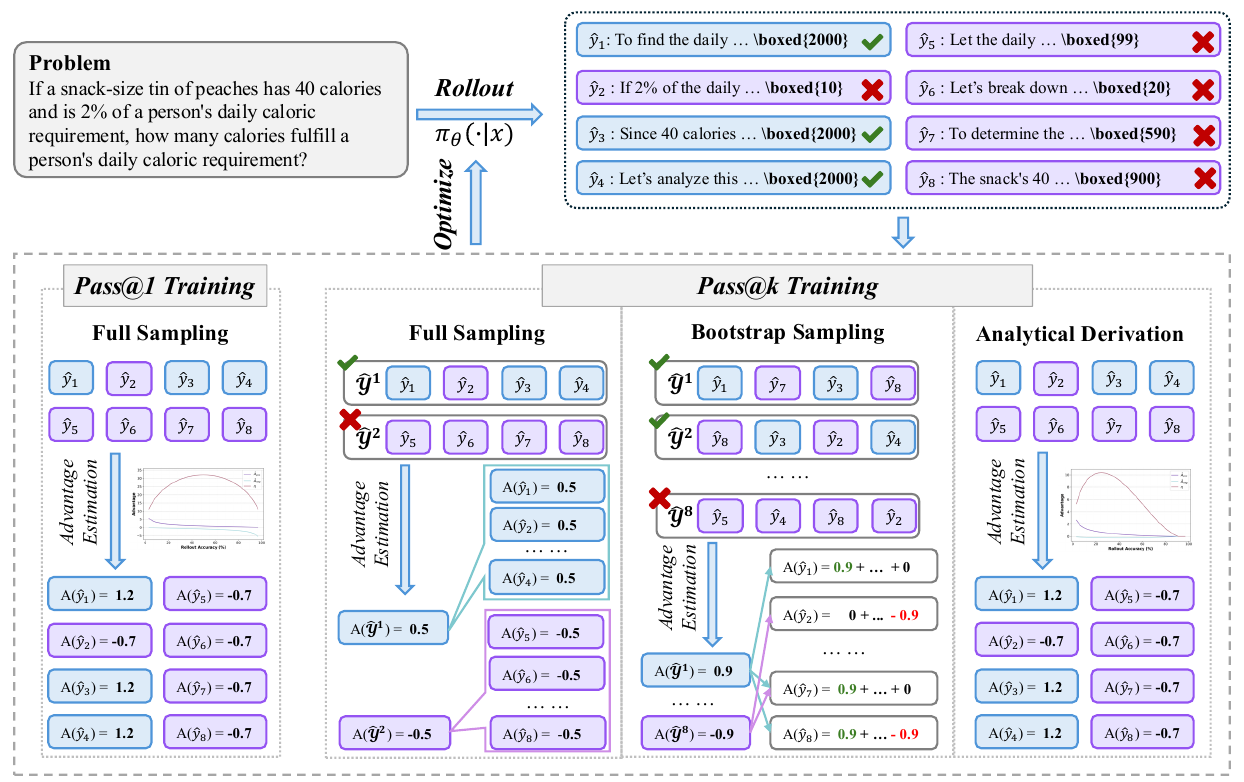 Problem
If a snack-size tin of peaches has 40 calories
and is 2% of a person's daily caloric
requirement, how many calories fulfill a
person's daily caloric requirement?
Rollout
π_θ(·|x)
Optimize
ŷ₁: To find the daily … \boxed{2000}
ŷ₂ : If 2% of the daily … \boxed{10}
ŷ₃ : Since 40 calories … \boxed{2000}
ŷ₄ : Let's analyze this … \boxed{2000}
ŷ₅ : Let the daily … \boxed{99}
ŷ₆ : Let's break down … \boxed{20}
ŷ₇ : To determine the … \boxed{590}
ŷ₈ : The snack's 40 … \boxed{900}
Pass@1 Training
Full Sampling
ŷ₁ ŷ₂ ŷ₃ ŷ₄
ŷ₅ ŷ₆ ŷ₇ ŷ₈
Advantage
Estimation
Advantage
Rollout Accuracy (%)
A(ŷ₁) = 1.2 A(ŷ₅) = -0.7
A(ŷ₂) = -0.7 A(ŷ₆) = -0.7
A(ŷ₃) = 1.2 A(ŷ₇) = -0.7
A(ŷ₄) = 1.2 A(ŷ₈) = -0.7
Pass@k Training
Full Sampling
Ŷ¹ ŷ₁ ŷ₂ ŷ₃ ŷ₄
Ŷ² ŷ₅ ŷ₆ ŷ₇ ŷ₈
Advantage
Estimation
A(ŷ₁) = 0.5
A(ŷ₂) = 0.5
… …
A(ŷ₄) = 0.5
A(Ŷ¹) = 0.5
A(ŷ₅) = -0.5
A(ŷ₆) = -0.5
… …
A(ŷ₈) = -0.5
A(Ŷ²) = -0.5
Bootstrap Sampling
Ŷ¹ ŷ₁ ŷ₇ ŷ₃ ŷ₈
Ŷ² ŷ₈ ŷ₃ ŷ₂ ŷ₄
… …
Ŷ⁸ ŷ₅ ŷ₄ ŷ₈ ŷ₂
Advantage
Estimation
A(ŷ₁) = 0.9 + … + 0
A(ŷ₂) = 0 + … - 0.9
… …
A(ŷ₇) = 0.9 + … + 0
A(ŷ₈) = 0.9 + … - 0.9
A(Ŷ¹) = 0.9
… …
A(Ŷ⁸) = -0.9
Analytical Derivation
ŷ₁ ŷ₂ ŷ₃ ŷ₄
ŷ₅ ŷ₆ ŷ₇ ŷ₈
Advantage
Estimation
Advantage
Rollout Accuracy (%)
A(ŷ₁) = 1.2 A(ŷ₅) = -0.7
A(ŷ₂) = -0.7 A(ŷ₆) = -0.7
A(ŷ₃) = 1.2 A(ŷ₇) = -0.7
A(ŷ₄) = 1.2 A(ŷ₈) = -0.7